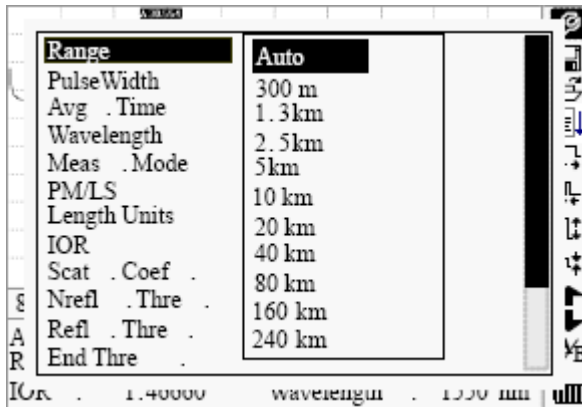 Range
PulseWidth
Avg . Time
Wavelength
Meas . Mode
PM/LS
Length Units
IOR
Scat . Coef .
Nrefl . Thre .
Refl . Thre .
End Thre .
Auto
300 m
1.3km
2.5km
5km
10 km
20 km
40 km
80 km
160 km
240 km
8
A
R
IOR . 1.46660 wavelength . 1550 nm